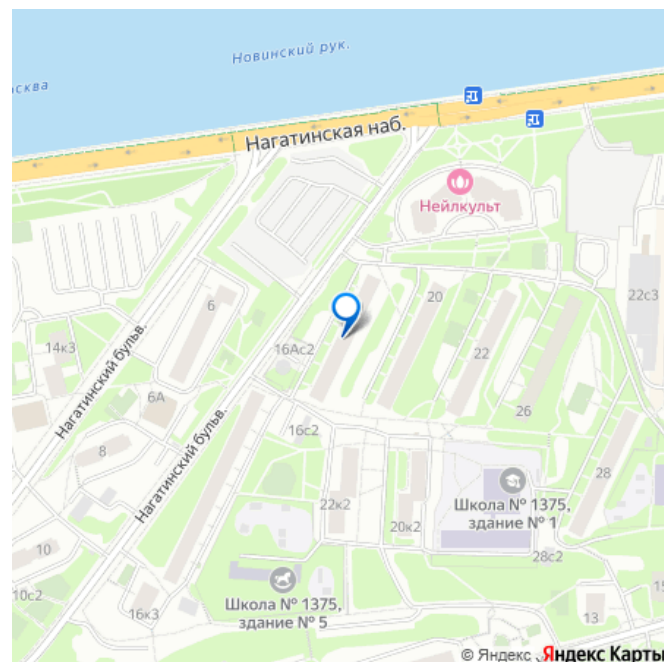 Новинский рук.
сква
Нагатинская наб.
Нейлкульт
6
20
22с3
14к3
16Ас2
22
Нагатинский бульв.
6А
26
Нагатинский бульв.
16с2
8
28
22к2
20к2
Школа № 1375,
здание № 1
10
28с2
10с2
16к3
Школа № 1375,
здание № 5
13
15
© Яндекс
Яндекс Карты